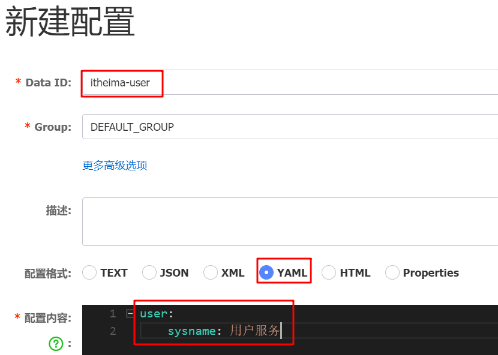 新建配置
* Data ID: itheima-user
* Group: DEFAULT_GROUP
更多高级选项
描述:
配置格式: TEXT JSON XML YAML HTML Properties
* 配置内容: 1 user:
? : 2 sysname: 用户服务